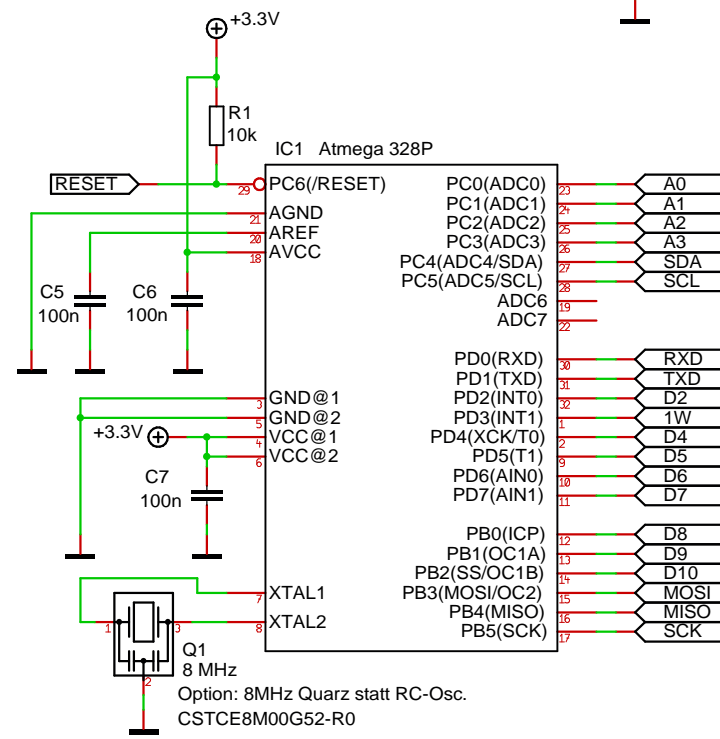 +3.3V
R1
10k
IC1 Atmega 328P
RESET
29
PC6(/RESET)
21
AGND
20
AREF
18
AVCC
C5
100n
C6
100n
3
GND@1
5
GND@2
+3.3V
4
VCC@1
6
VCC@2
C7
100n
7
XTAL1
8
XTAL2
1
3
2
Q1
8 MHz
Option: 8MHz Quarz statt RC-Osc.
CSTCE8M00G52-R0
PC0(ADC0) 23 A0
PC1(ADC1) 24 A1
PC2(ADC2) 25 A2
PC3(ADC3) 26 A3
PC4(ADC4/SDA) 27 SDA
PC5(ADC5/SCL) 28 SCL
ADC6 19
ADC7 22
PD0(RXD) 30 RXD
PD1(TXD) 31 TXD
PD2(INT0) 32 D2
PD3(INT1) 1 1W
PD4(XCK/T0) 2 D4
PD5(T1) 9 D5
PD6(AIN0) 10 D6
PD7(AIN1) 11 D7
PB0(ICP) 12 D8
PB1(OC1A) 13 D9
PB2(SS/OC1B) 14 D10
PB3(MOSI/OC2) 15 MOSI
PB4(MISO) 16 MISO
PB5(SCK) 17 SCK